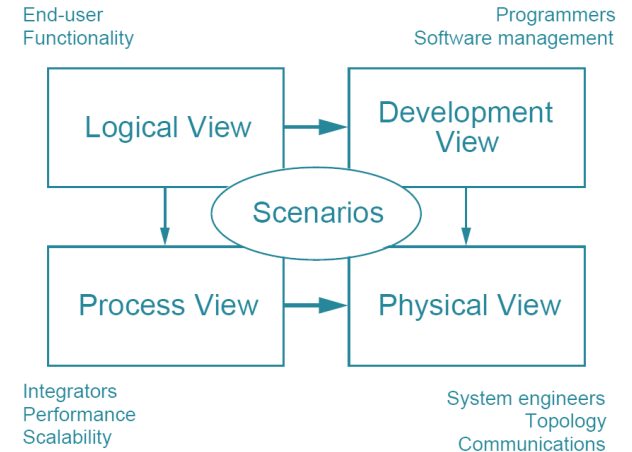 End-user
Functionality
Programmers
Software management
Logical View
Development
View
Scenarios
Process View
Physical View
Integrators
Performance
Scalability
System engineers
Topology
Communications